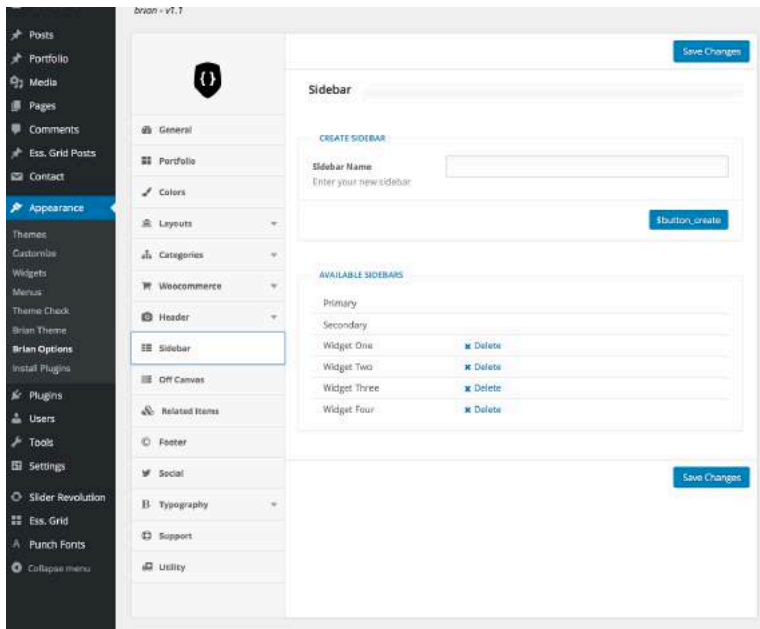 brian - v1.1
Posts
Portfolio
Media
Pages
Comments
Ess. Grid Posts
Contact
Appearance
Themes
Customize
Widgets
Menus
Theme Check
Brian Theme
Brian Options
Install Plugins
Plugins
Users
Tools
Settings
Slider Revolution
Ess. Grid
Punch Fonts
Collapse menu
{}
General
Portfolio
Colors
Layouts
Categories
Woocommerce
Header
Sidebar
Off Canvas
Related Items
Footer
Social
Typography
Support
Utility
Save Changes
Sidebar
CREATE SIDEBAR
Sidebar Name
Enter your new sidebar
$button_create
AVAILABLE SIDEBARS
Primary
Secondary
Widget One Delete
Widget Two Delete
Widget Three Delete
Widget Four Delete
Save Changes